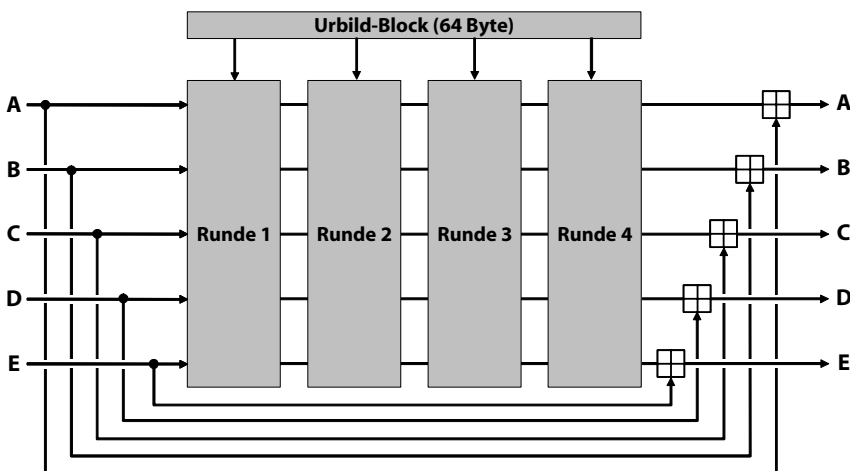 Urbild-Block (64 Byte)
A
A
B
B
C
Runde 1
Runde 2
Runde 3
Runde 4
C
D
D
E
E